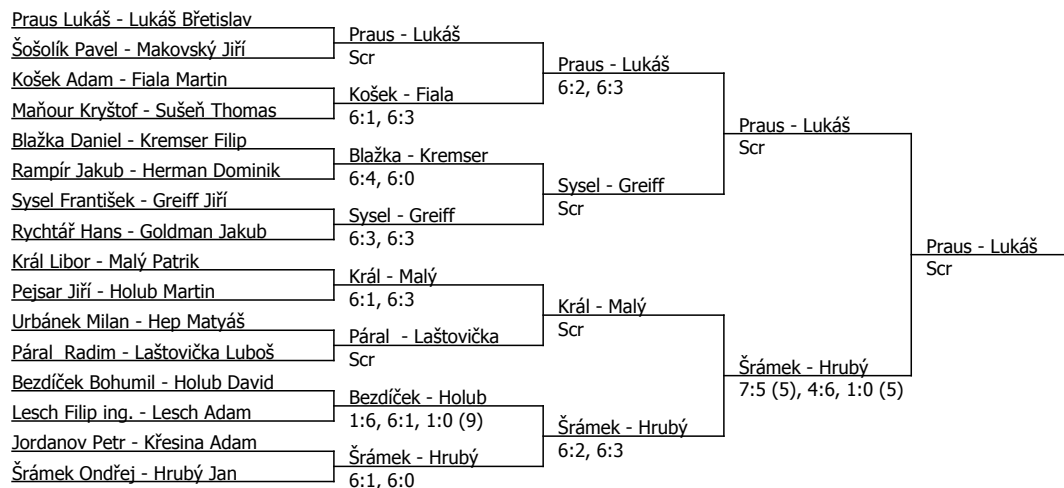 Praus Lukáš - Lukáš Břetislav
Šošolík Pavel - Makovský Jiří
Košek Adam - Fiala Martin
Maňour Kryštof - Sušeň Thomas
Blažka Daniel - Kremser Filip
Rampír Jakub - Herman Dominik
Sysel František - Greiff Jiří
Rychtář Hans - Goldman Jakub
Král Libor - Malý Patrik
Pejsar Jiří - Holub Martin
Urbánek Milan - Hep Matyáš
Páral  Radim - Laštovička Luboš
Bezdíček Bohumil - Holub David
Lesch Filip ing. - Lesch Adam
Jordanov Petr - Křesina Adam
Šrámek Ondřej - Hrubý Jan
Praus - Lukáš
Scr
Košek - Fiala
6:1, 6:3
Blažka - Kremser
6:4, 6:0
Sysel - Greiff
6:3, 6:3
Král - Malý
6:1, 6:3
Páral  - Laštovička
Scr
Bezdíček - Holub
1:6, 6:1, 1:0 (9)
Šrámek - Hrubý
6:1, 6:0
Praus - Lukáš
6:2, 6:3
Sysel - Greiff
Scr
Král - Malý
Scr
Šrámek - Hrubý
6:2, 6:3
Praus - Lukáš
Scr
Šrámek - Hrubý
7:5 (5), 4:6, 1:0 (5)
Praus - Lukáš
Scr